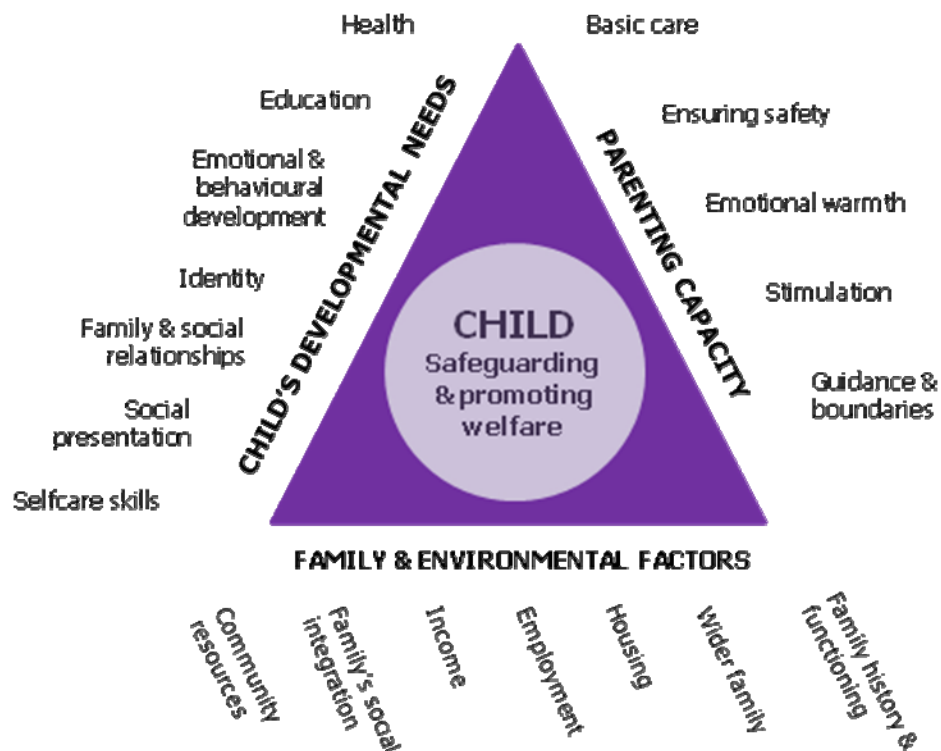 Health
Education
Emotional &
behavioural
development
Identity
Family & social
relationships
Social
presentation
Selfcare skills
CHILD'S DEVELOPMENTAL NEEDS
Basic care
Ensuring safety
Emotional warmth
Stimulation
Guidance &
boundaries
PARENTING CAPACITY
CHILD
Safeguarding
& promoting
welfare
FAMILY & ENVIRONMENTAL FACTORS
Community
resources
Family's social
integration
Income
Employment
Housing
Wider family
Family history &
functioning